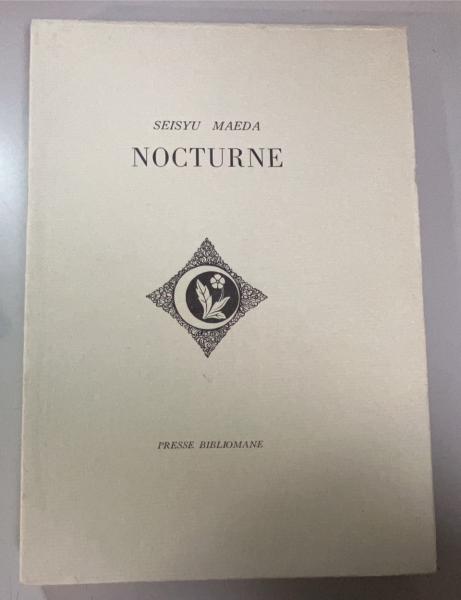 SEISYU MAEDA
NOCTURNE
PRESSE BIBLIOMANE